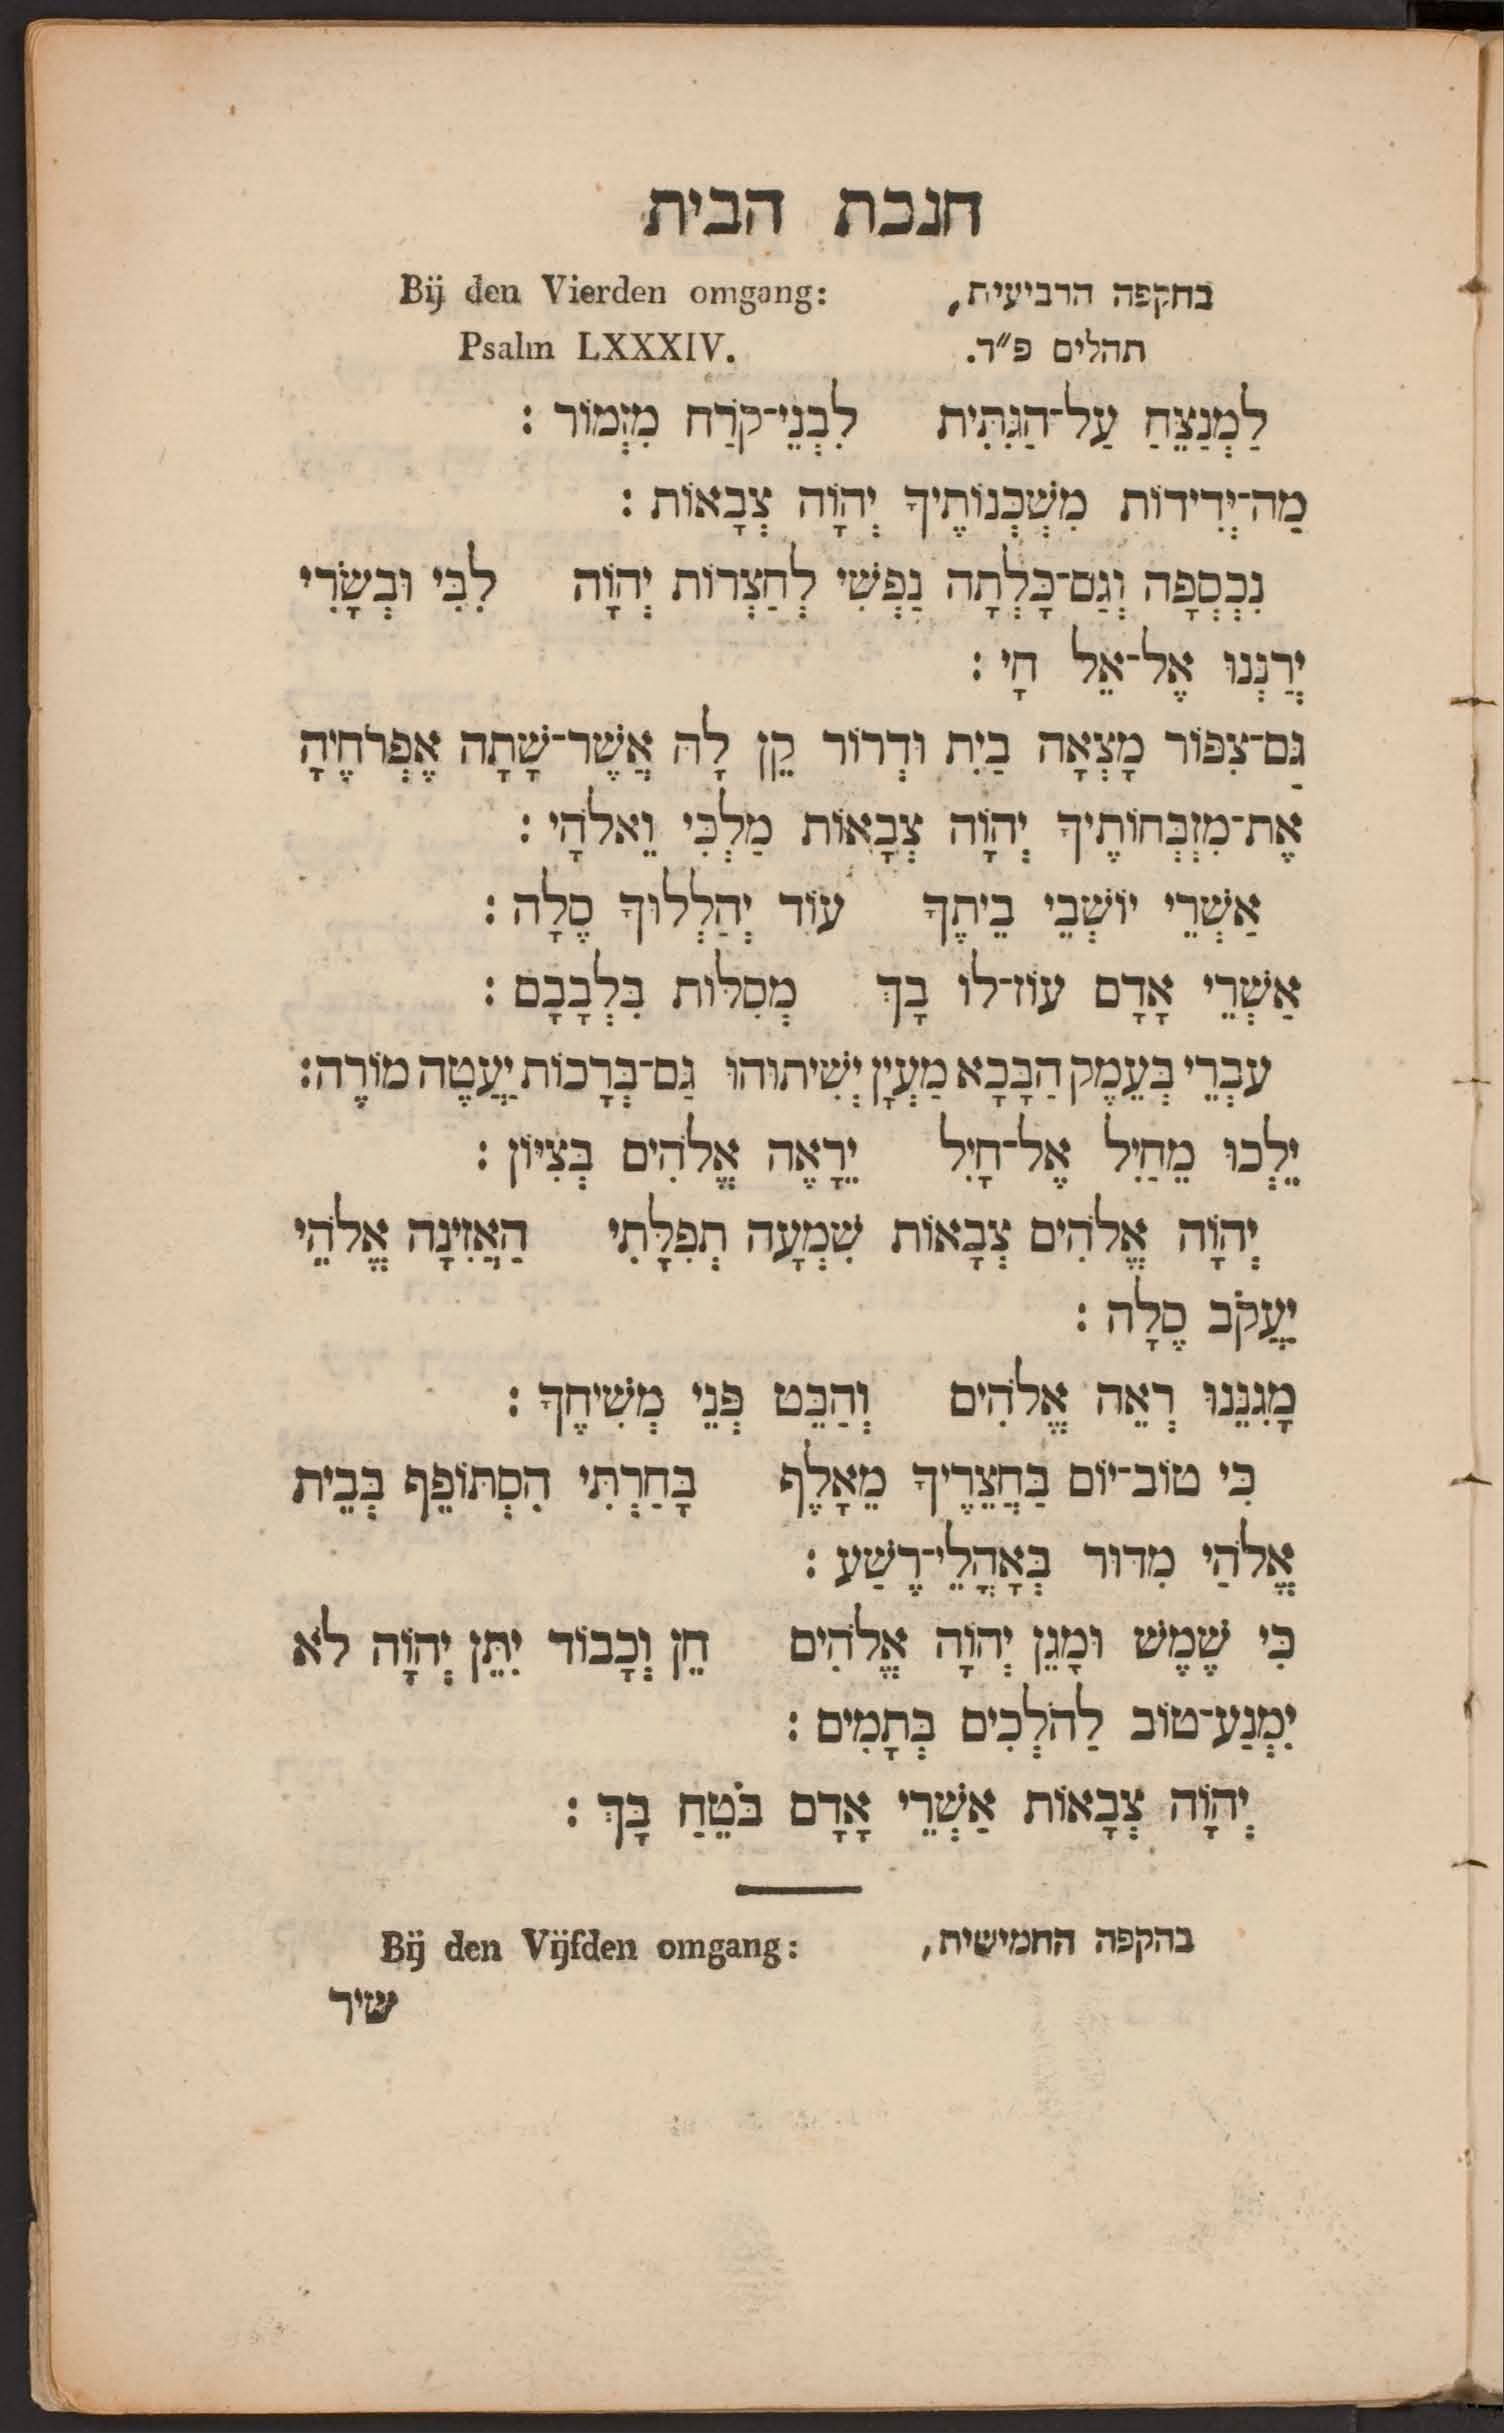 חנכת הבית
בהקפה הרביעית, Bij den Vierden omgang:
תהלים פ״ד. Psalm LXXXIV.
לַמְנַצֵּחַ עַל־הַגִּתִּית לִבְנֵי־קֹרַח מִזְמוֹר :
מַה־יְּדִידוֹת מִשְׁכְּנוֹתֶיךָ יְהוָֹה צְבָאוֹת :
נִכְסְפָה וְגַם־כָּלְתָה נַפְשִׁי לְחַצְרוֹת יְהוָֹה לִבִּי וּבְשָׂרִי
יְרַנְּנוּ אֶל־אֵל חָי :
גַּם־צִפּוֹר מָצְאָה בַיִת וּדְרוֹר קֵן לָהּ אֲשֶׁר־שָׁתָה אֶפְרֹחֶיהָ
אֶת־מִזְבְּחוֹתֶיךָ יְהוָֹה צְבָאוֹת מַלְכִּי וֵאלֹהָי :
אַשְׁרֵי יוֹשְׁבֵי בֵיתֶךָ עוֹד יְהַלְלוּךָ סֶלָה :
אַשְׁרֵי אָדָם עוֹז־לוֹ בָךְ מְסִלּוֹת בִּלְבָבָם :
עֹבְרֵי בְּעֵמֶק הַבָּכָא מַעְיָן יְשִׁיתוּהוּ גַּם־בְּרָכוֹת יַעֲטֶה מוֹרֶה:
יֵלְכוּ מֵחַיִל אֶל־חָיִל יֵרָאֶה אֱלֹהִים בְּצִיּוֹן :
יְהוָֹה אֱלֹהִים צְבָאוֹת שִׁמְעָה תְפִלָּתִי הַאֲזִינָה אֱלֹהֵי
יַעֲקֹב סֶלָה :
מָגִנֵּנוּ רְאֵה אֱלֹהִים וְהַבֵּט פְּנֵי מְשִׁיחֶךָ :
כִּי טוֹב־יוֹם בַּחֲצֵרֶיךָ מֵאָלֶף בָּחַרְתִּי הִסְתּוֹפֵף בְּבֵית
אֱלֹהַי מִדּוּר בְּאָהֳלֵי־רֶשַׁע :
כִּי שֶׁמֶשׁ וּמָגֵן יְהוָֹה אֱלֹהִים חֵן וְכָבוֹד יִתֵּן יְהוָֹה לֹא
יִמְנַע־טוֹב לַהֹלְכִים בְּתָמִים :
יְהוָֹה צְבָאוֹת אַשְׁרֵי אָדָם בֹּטֵחַ בָּךְ :
בהקפה החמישית, Bij den Vijfden omgang:
שיר